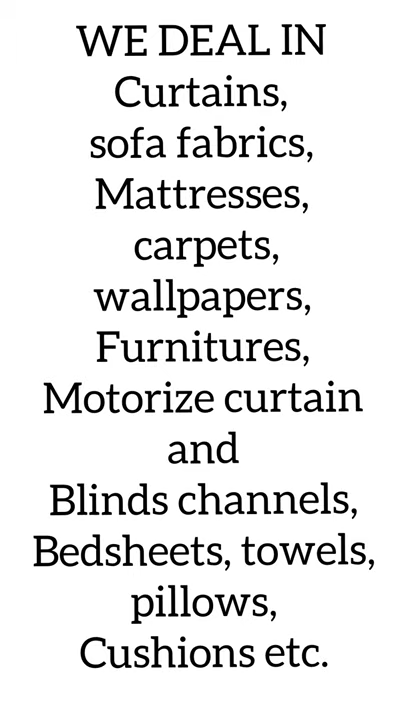 WE DEAL IN
Curtains,
sofa fabrics,
Mattresses,
carpets,
wallpapers,
Furnitures,
Motorize curtain
and
Blinds channels,
Bedsheets, towels,
pillows,
Cushions etc.